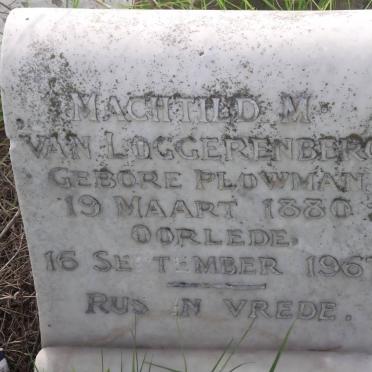 MACHTILD M
VAN LOGGERENBERG
GEBORE PLOWMAN.
19 MAART 1880
OORLEDE.
16 SEPTEMBER 1967
RUS IN VREDE.